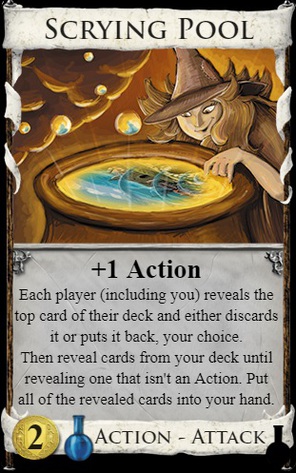 SCRYING POOL
+1 Action
Each player (including you) reveals the
top card of their deck and either discards
it or puts it back, your choice.
Then reveal cards from your deck until
revealing one that isn't an Action. Put
all of the revealed cards into your hand.
2 ACTION - ATTACK